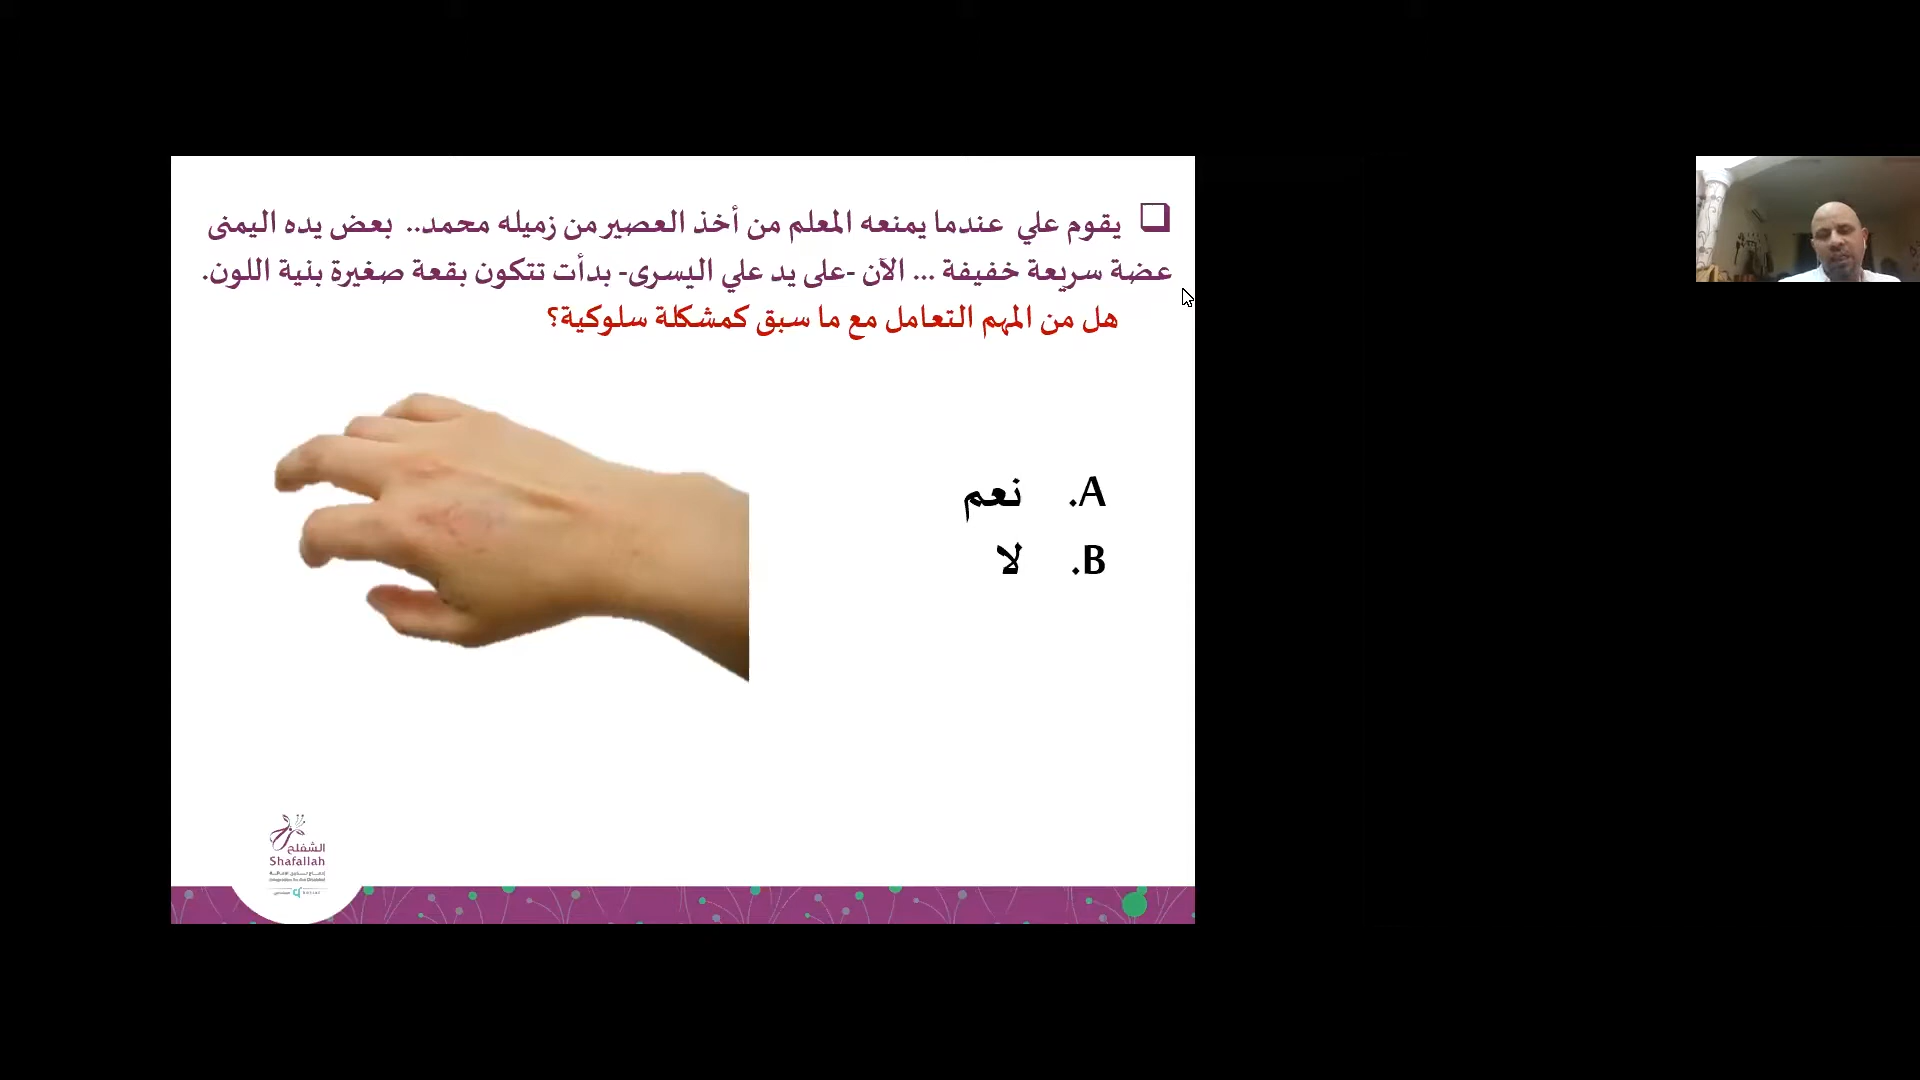 يقوم علي عندما يمنعه المعلم من أخذ العصير من زميله محمد.. بعض يده اليمنى
عضة سريعة خفيفة ... الآن -على يد علي اليسرى- بدأت تتكون بقعة صغيرة بنية اللون.
هل من المهم التعامل مع ما سبق كمشكلة سلوكية؟
A. نعم
B. لا
الشفلح
Shafallah